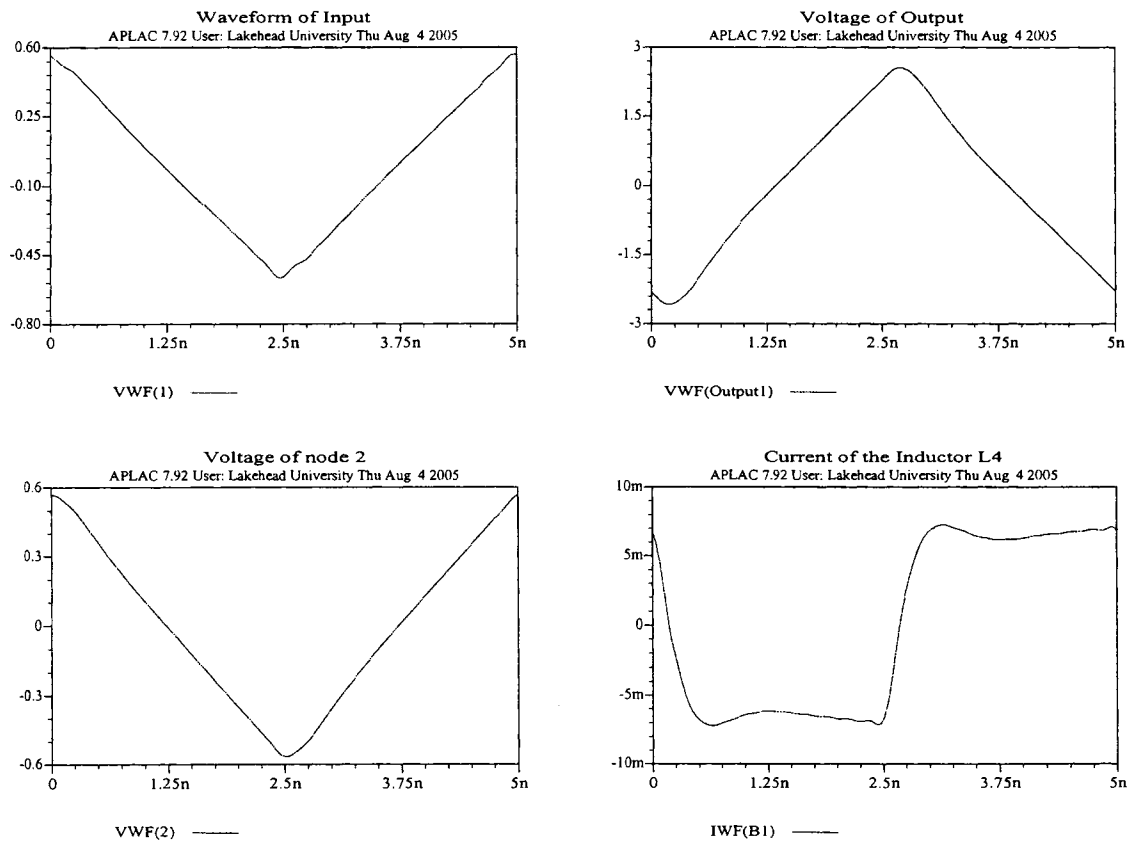 Waveform of Input
APLAC 7.92 User: Lakehead University Thu Aug 4 2005
0.60
0.25
-0.10
-0.45
-0.80
0 1.25n 2.5n 3.75n 5n
VWF(1)
Voltage of Output
APLAC 7.92 User: Lakehead University Thu Aug 4 2005
3
1.5
0
-1.5
-3
0 1.25n 2.5n 3.75n 5n
VWF(Output1)
Voltage of node 2
APLAC 7.92 User: Lakehead University Thu Aug 4 2005
0.6
0.3
0
-0.3
-0.6
0 1.25n 2.5n 3.75n 5n
VWF(2)
Current of the Inductor L4
APLAC 7.92 User: Lakehead University Thu Aug 4 2005
10m
5m
0
-5m
-10m
0 1.25n 2.5n 3.75n 5n
IWF(B1)